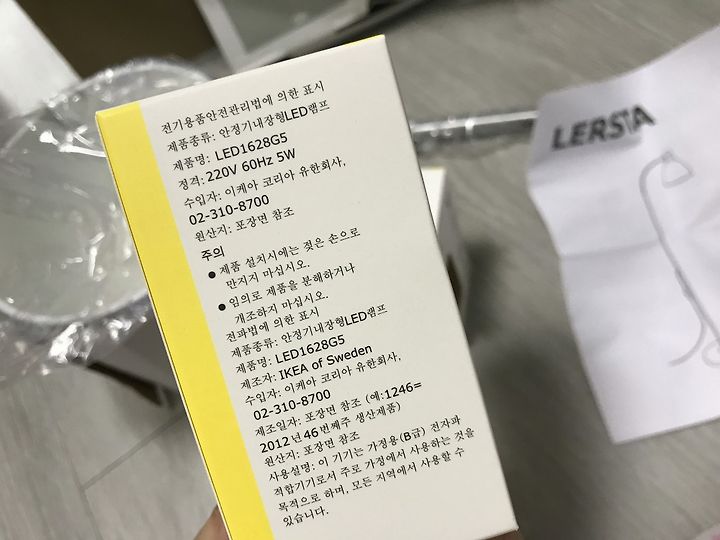 전기용품안전관리법에 의한 표시
제품종류: 안정기내장형LED램프
제품명: LED1628G5
정격: 220V 60Hz 5W
수입자: 이케아 코리아 유한회사,
02-310-8700
원산지: 포장면 참조
주의
● 제품 설치시에는 젖은 손으로
만지지 마십시오.
● 임의로 제품을 분해하거나
개조하지 마십시오.
전파법에 의한 표시
제품종류: 안정기내장형LED램프
제품명: LED1628G5
제조자: IKEA of Sweden
수입자: 이케아 코리아 유한회사,
02-310-8700
제조일자: 포장면 참조 (예:1246=
2012년 46번째주 생산제품)
원산지: 포장면 참조
사용설명: 이 기기는 가정용(B급) 전자파
적합기기로서 주로 가정에서 사용하는 것을
목적으로 하며, 모든 지역에서 사용할 수
있습니다.
LERSTA